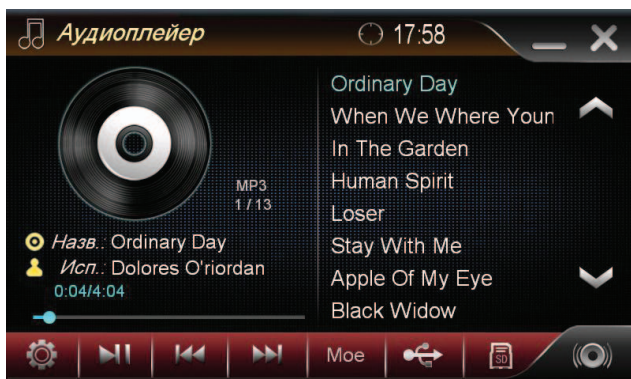 Аудиоплейер
17:58
MP3
1 / 13
Назв.: Ordinary Day
Исп.: Dolores O'riordan
0:04/4:04
Ordinary Day
When We Where Youn
In The Garden
Human Spirit
Loser
Stay With Me
Apple Of My Eye
Black Widow
Мое
SD